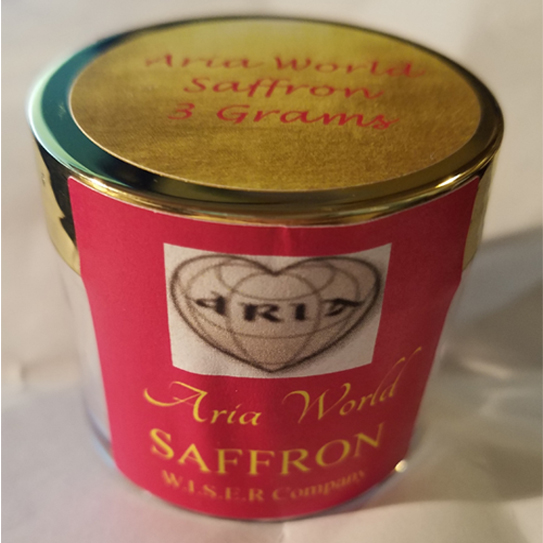 Aria World
Saffron
3 Grams
ARIA
Aria World
SAFFRON
W.I.S.E.R Company